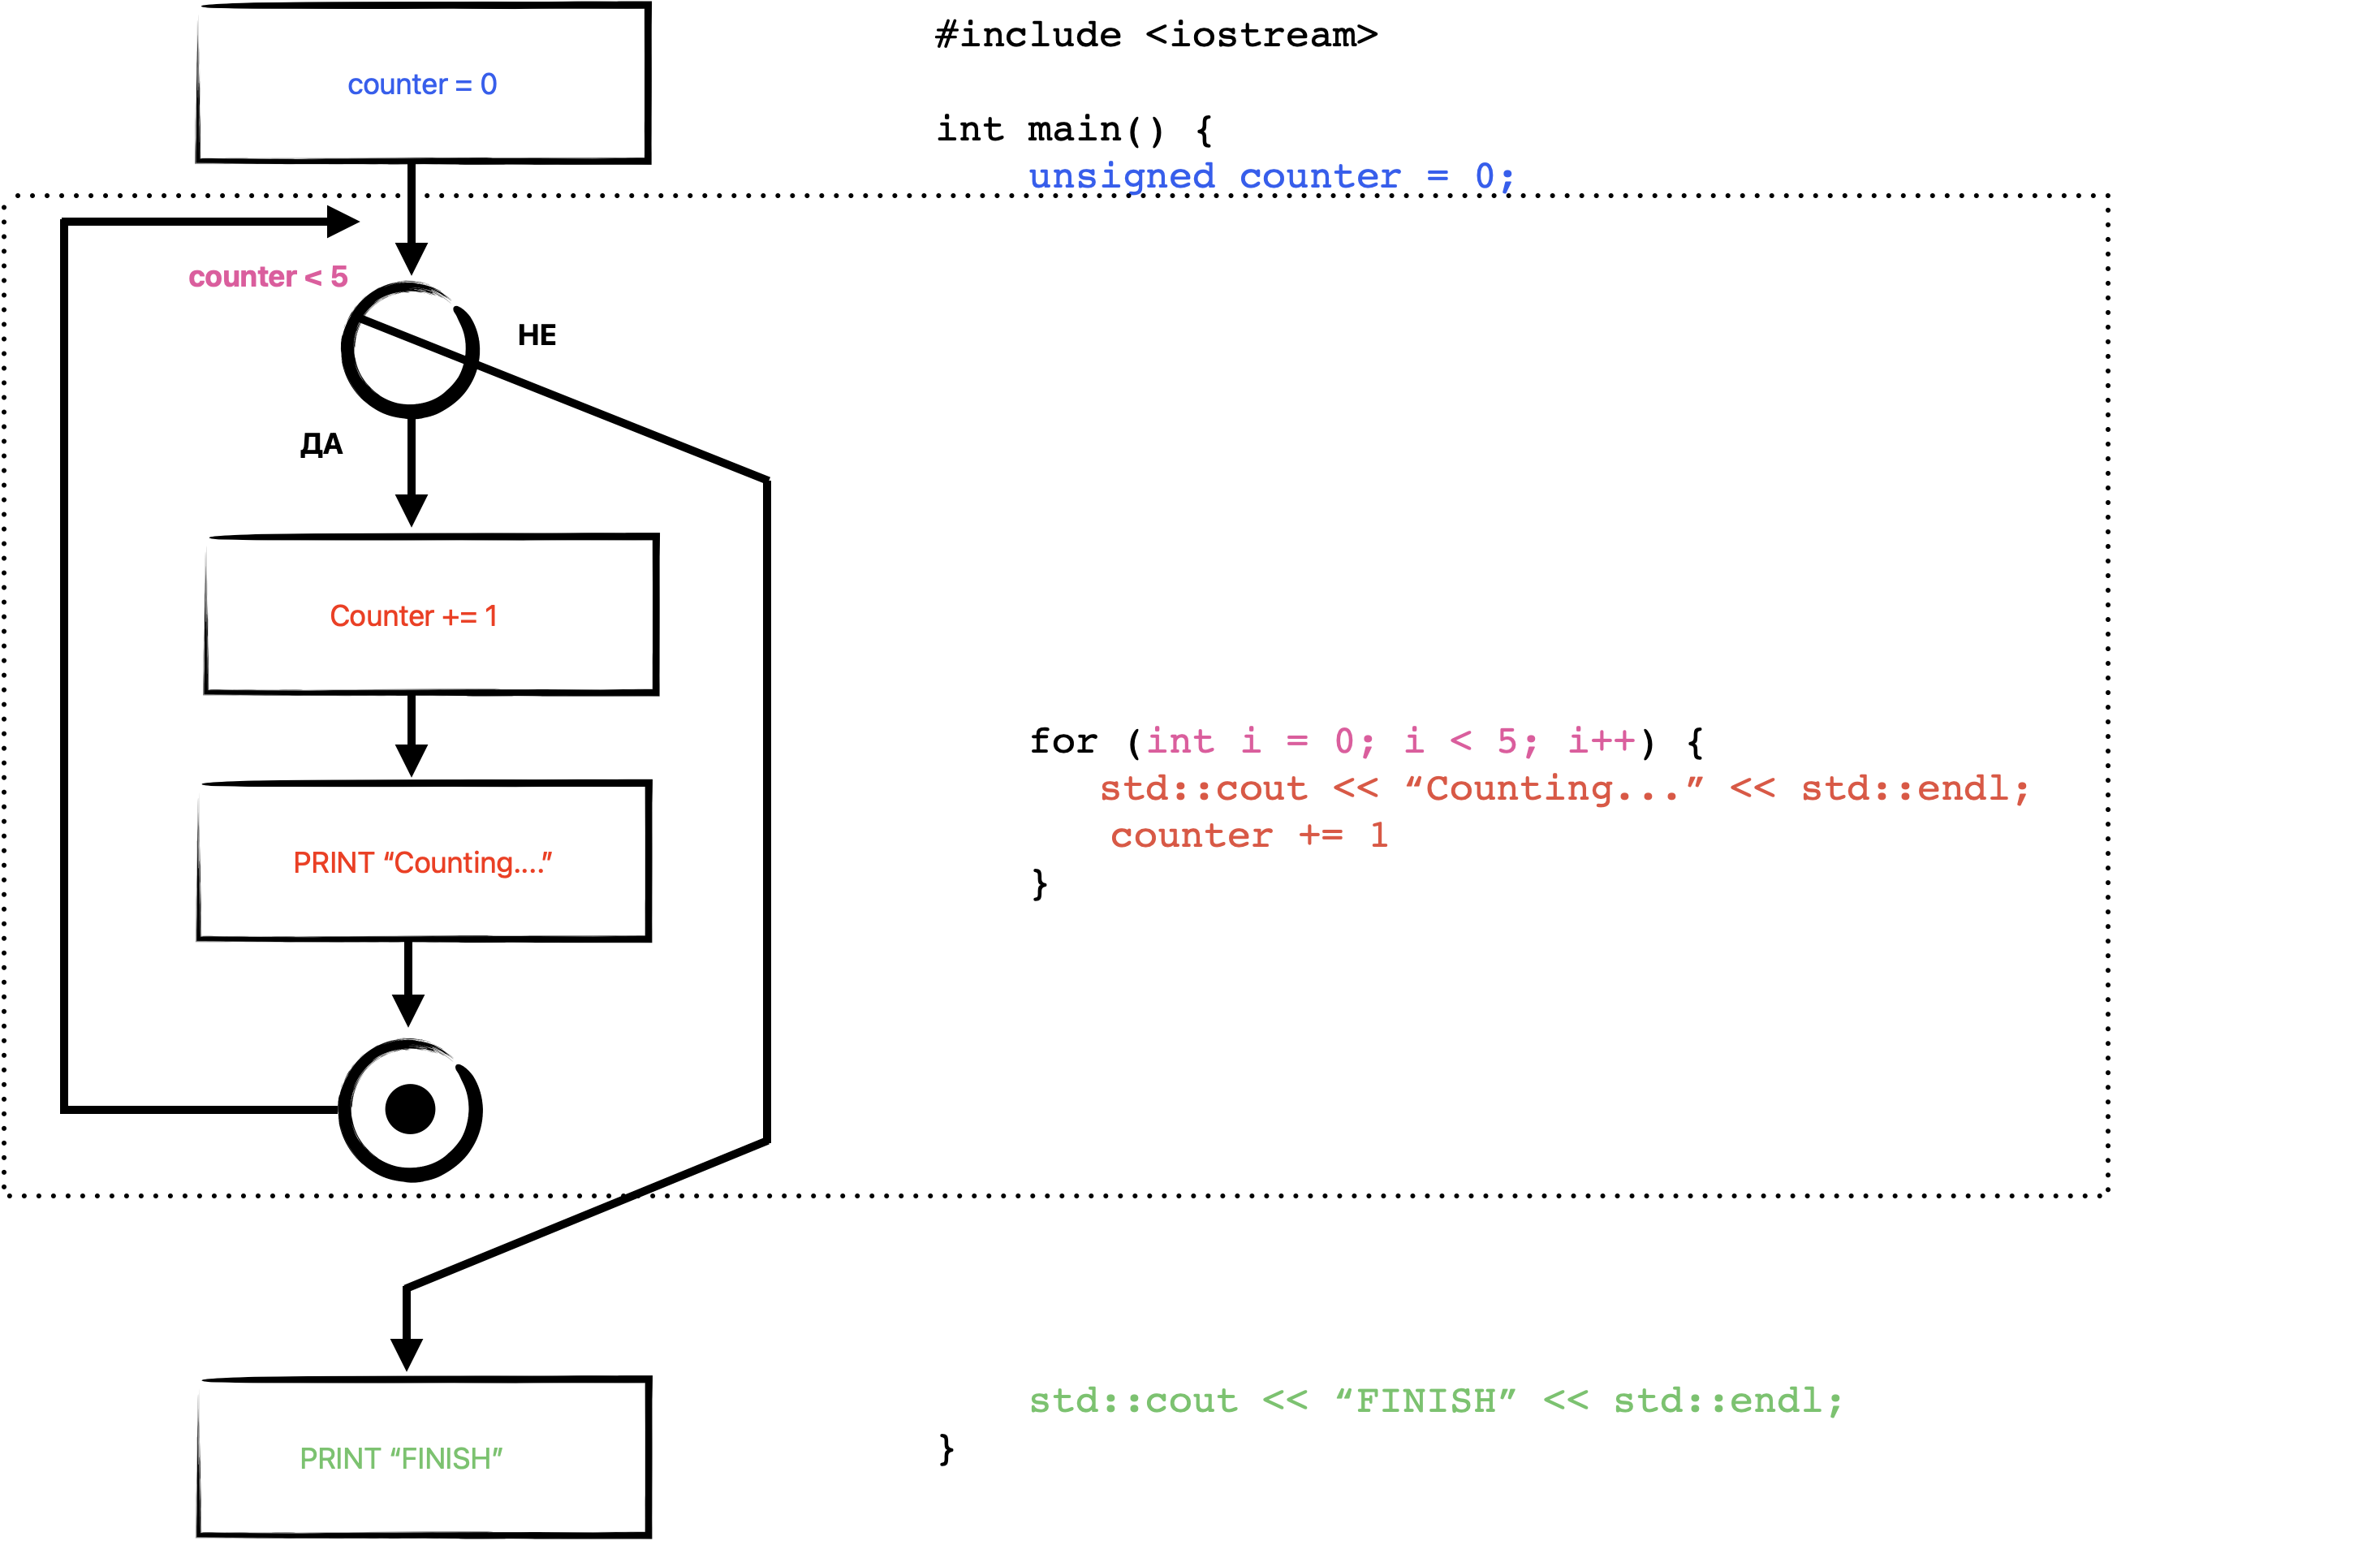 counter = 0
counter < 5
НЕ
ДА
Counter += 1
PRINT “Counting....”
PRINT “FINISH”
#include <iostream>
int main() {
unsigned counter = 0;
for (int i = 0; i < 5; i++) {
std::cout << “Counting...” << std::endl;
counter += 1
}
std::cout << “FINISH” << std::endl;
}